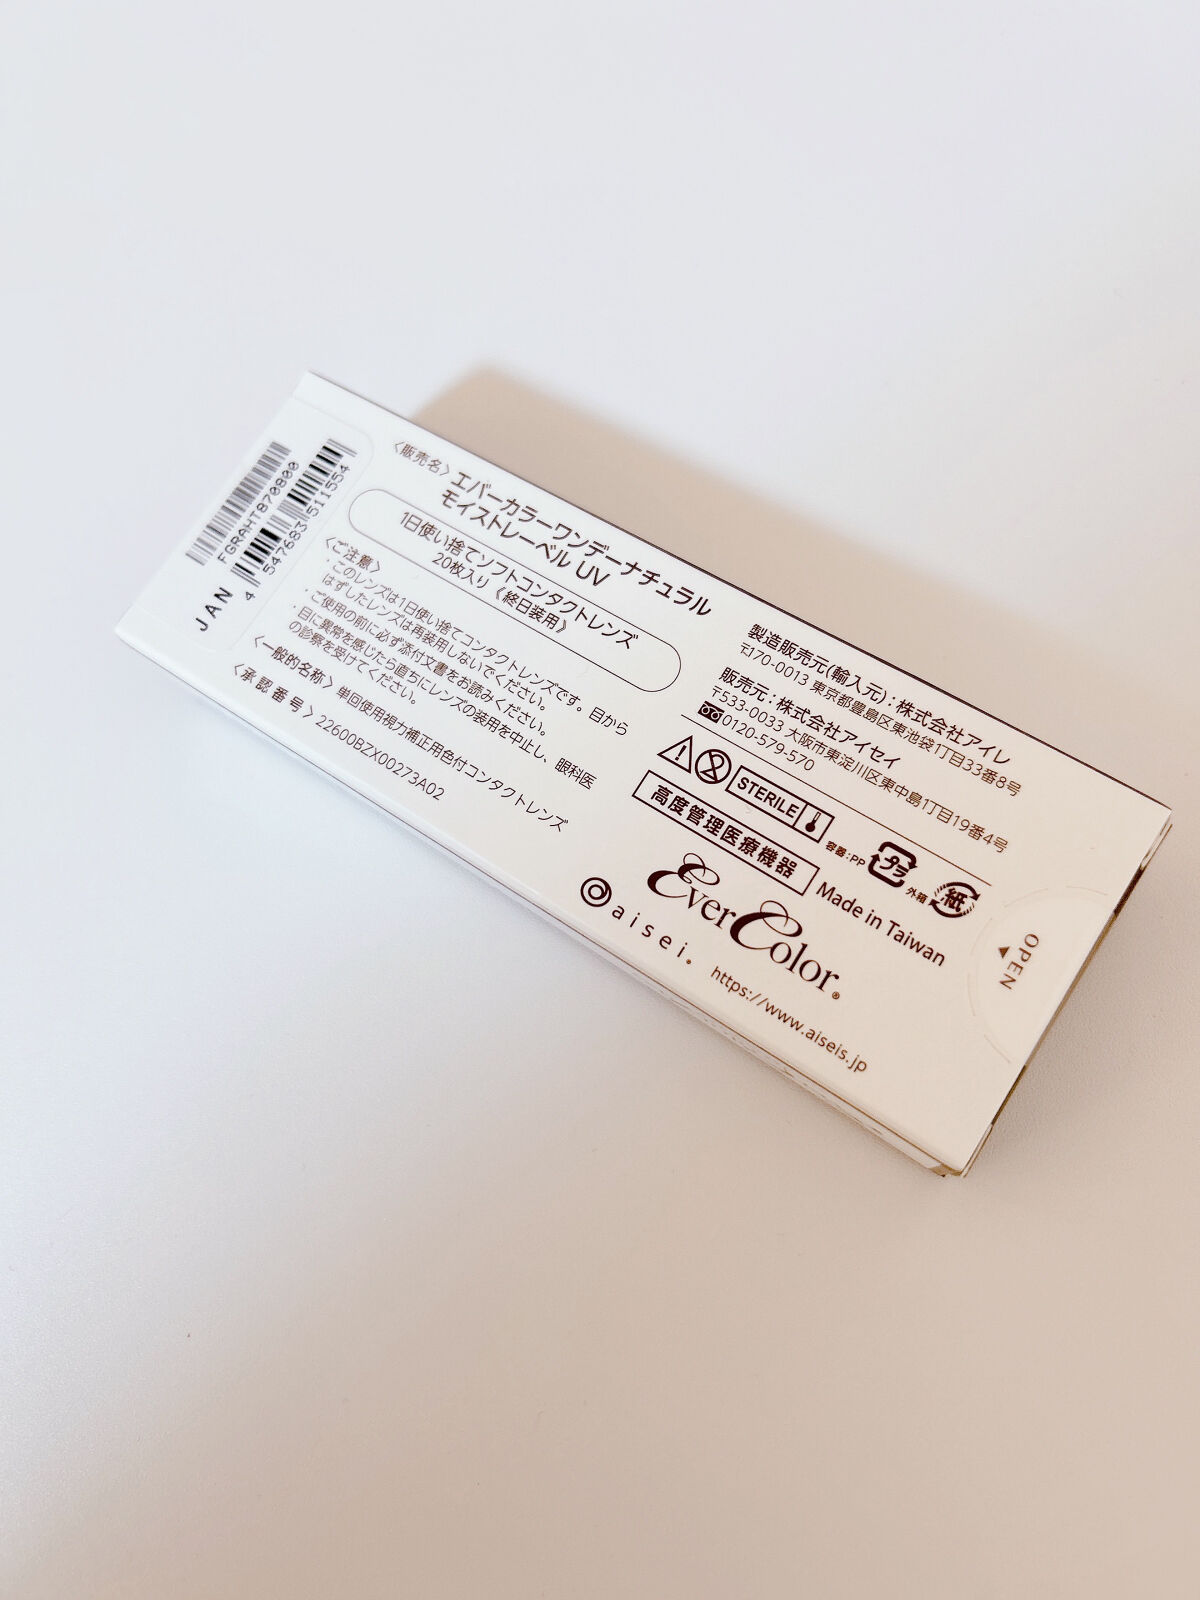 FGRAHT870800
4 547683 511554
JAN
〈販売名〉エバーカラーワンデーナチュラル
モイストレーベル UV
1日使い捨てソフトコンタクトレンズ
20枚入り《終日装用》
〈ご注意〉
・このレンズは1日使い捨てコンタクトレンズです。目から
はずしたレンズは再装用しないでください。
・ご使用の前に必ず添付文書をお読みください。
・目に異常を感じたら直ちにレンズの装用を中止し、眼科医
の診察を受けてください。
〈一般的名称〉単回使用視力補正用色付コンタクトレンズ
〈承認番号〉22600BZX00273A02
製造販売元(輸入元):株式会社アイレ
〒170-0013 東京都豊島区東池袋1丁目33番8号
販売元:株式会社アイセイ
〒533-0033 大阪市東淀川区東中島1丁目19番4号
0120-579-570
STERILE
容器:PP
プラ
外箱
紙
高度管理医療機器
Made in Taiwan
EverColor®
aisei.
https://www.aiseis.jp
OPEN